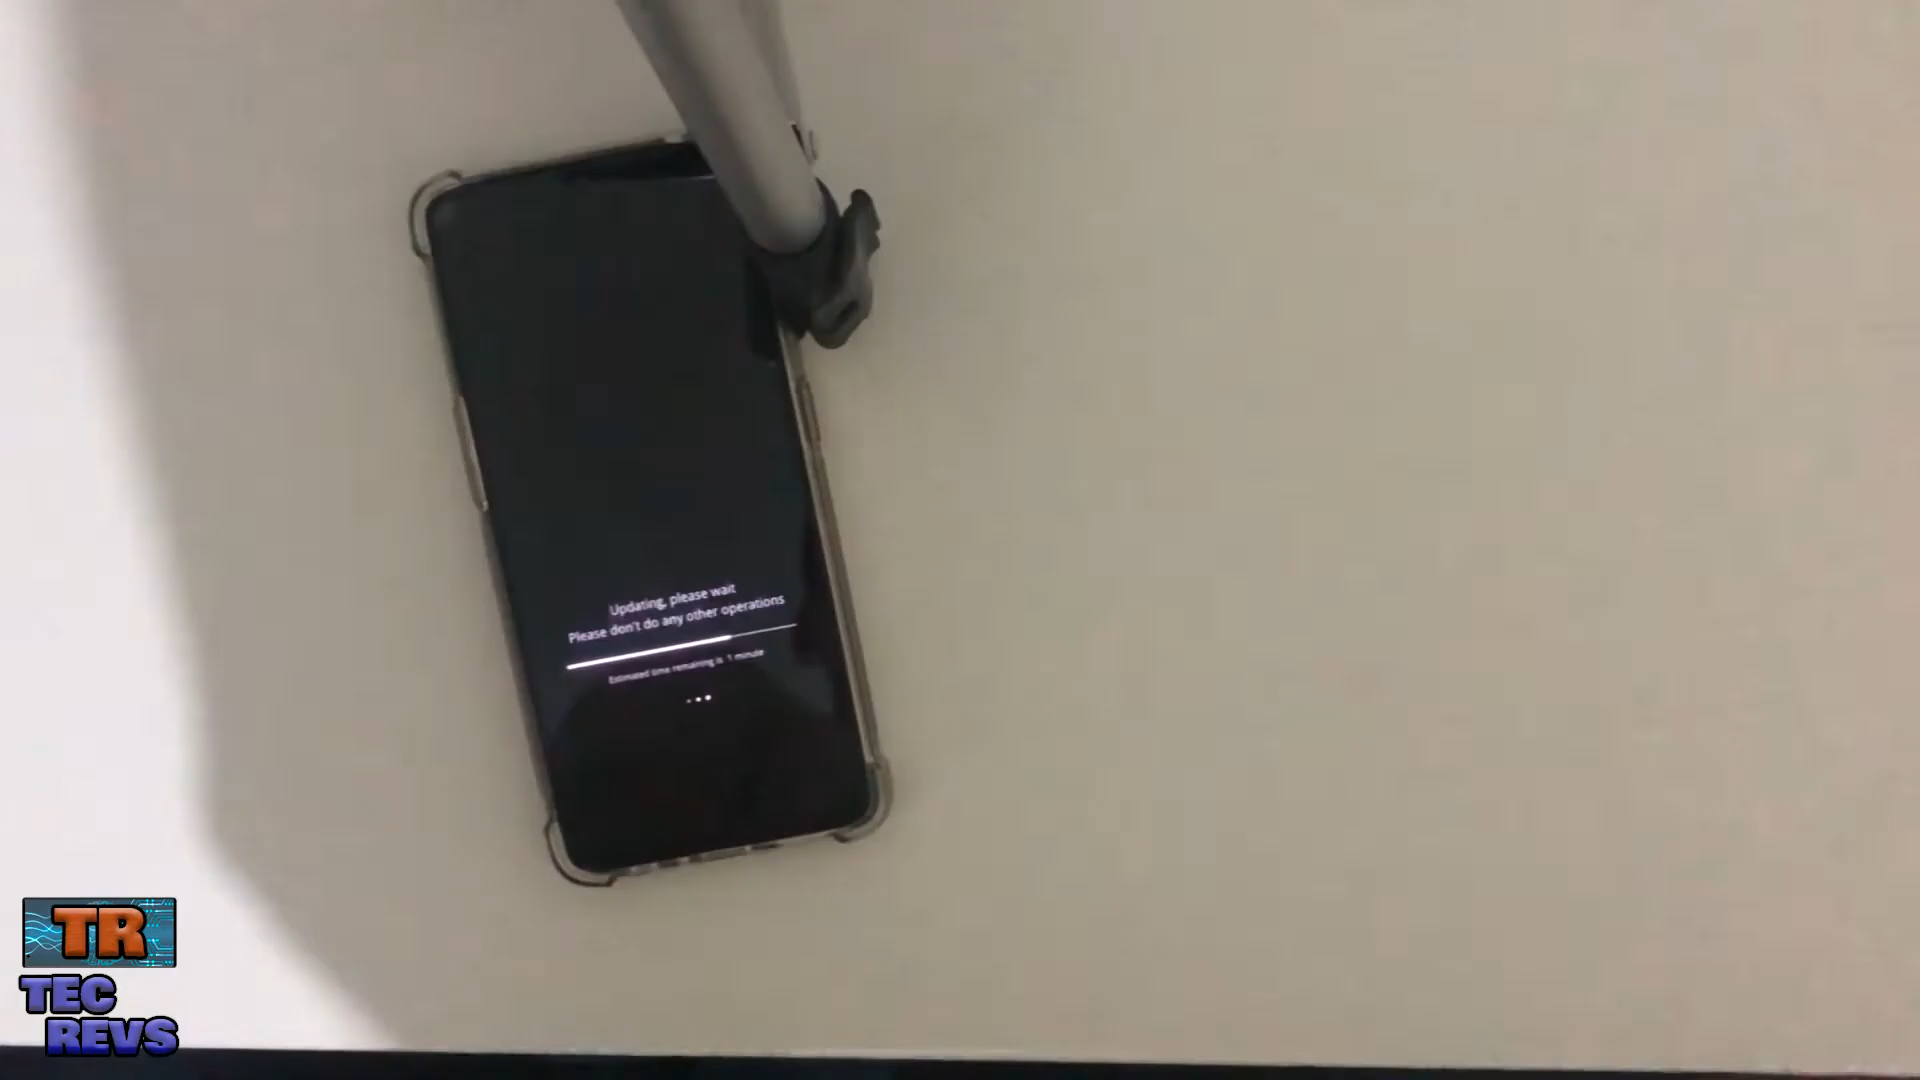 Updating, please wait
Please don't do any other operations
Estimated time remaining is 1 minute
TR
TEC
REVS